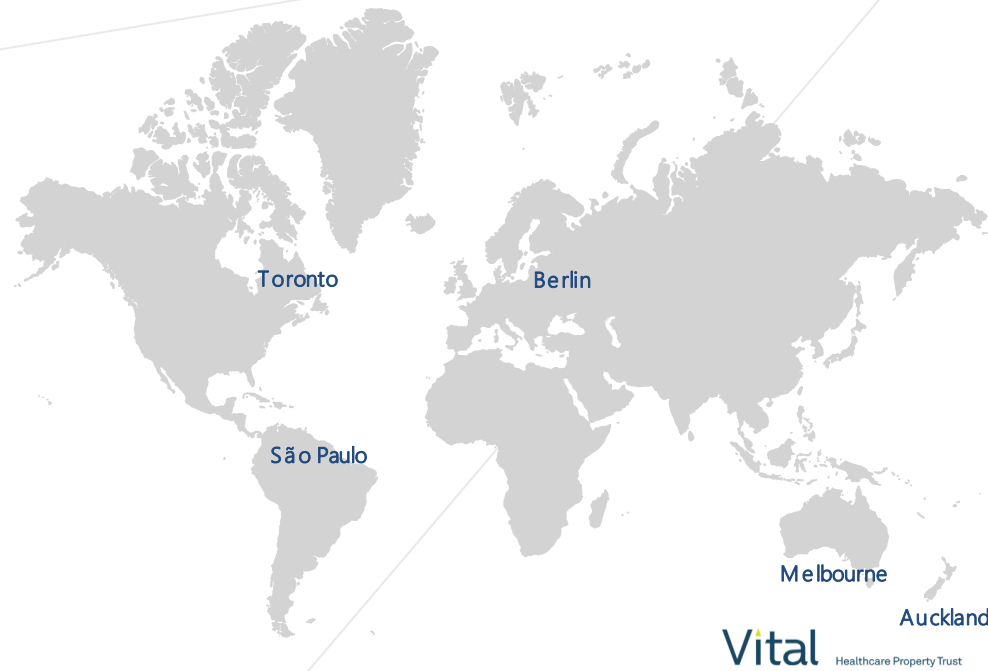 Toronto
Berlin
São Paulo
Melbourne
Auckland
Vital Healthcare Property Trust